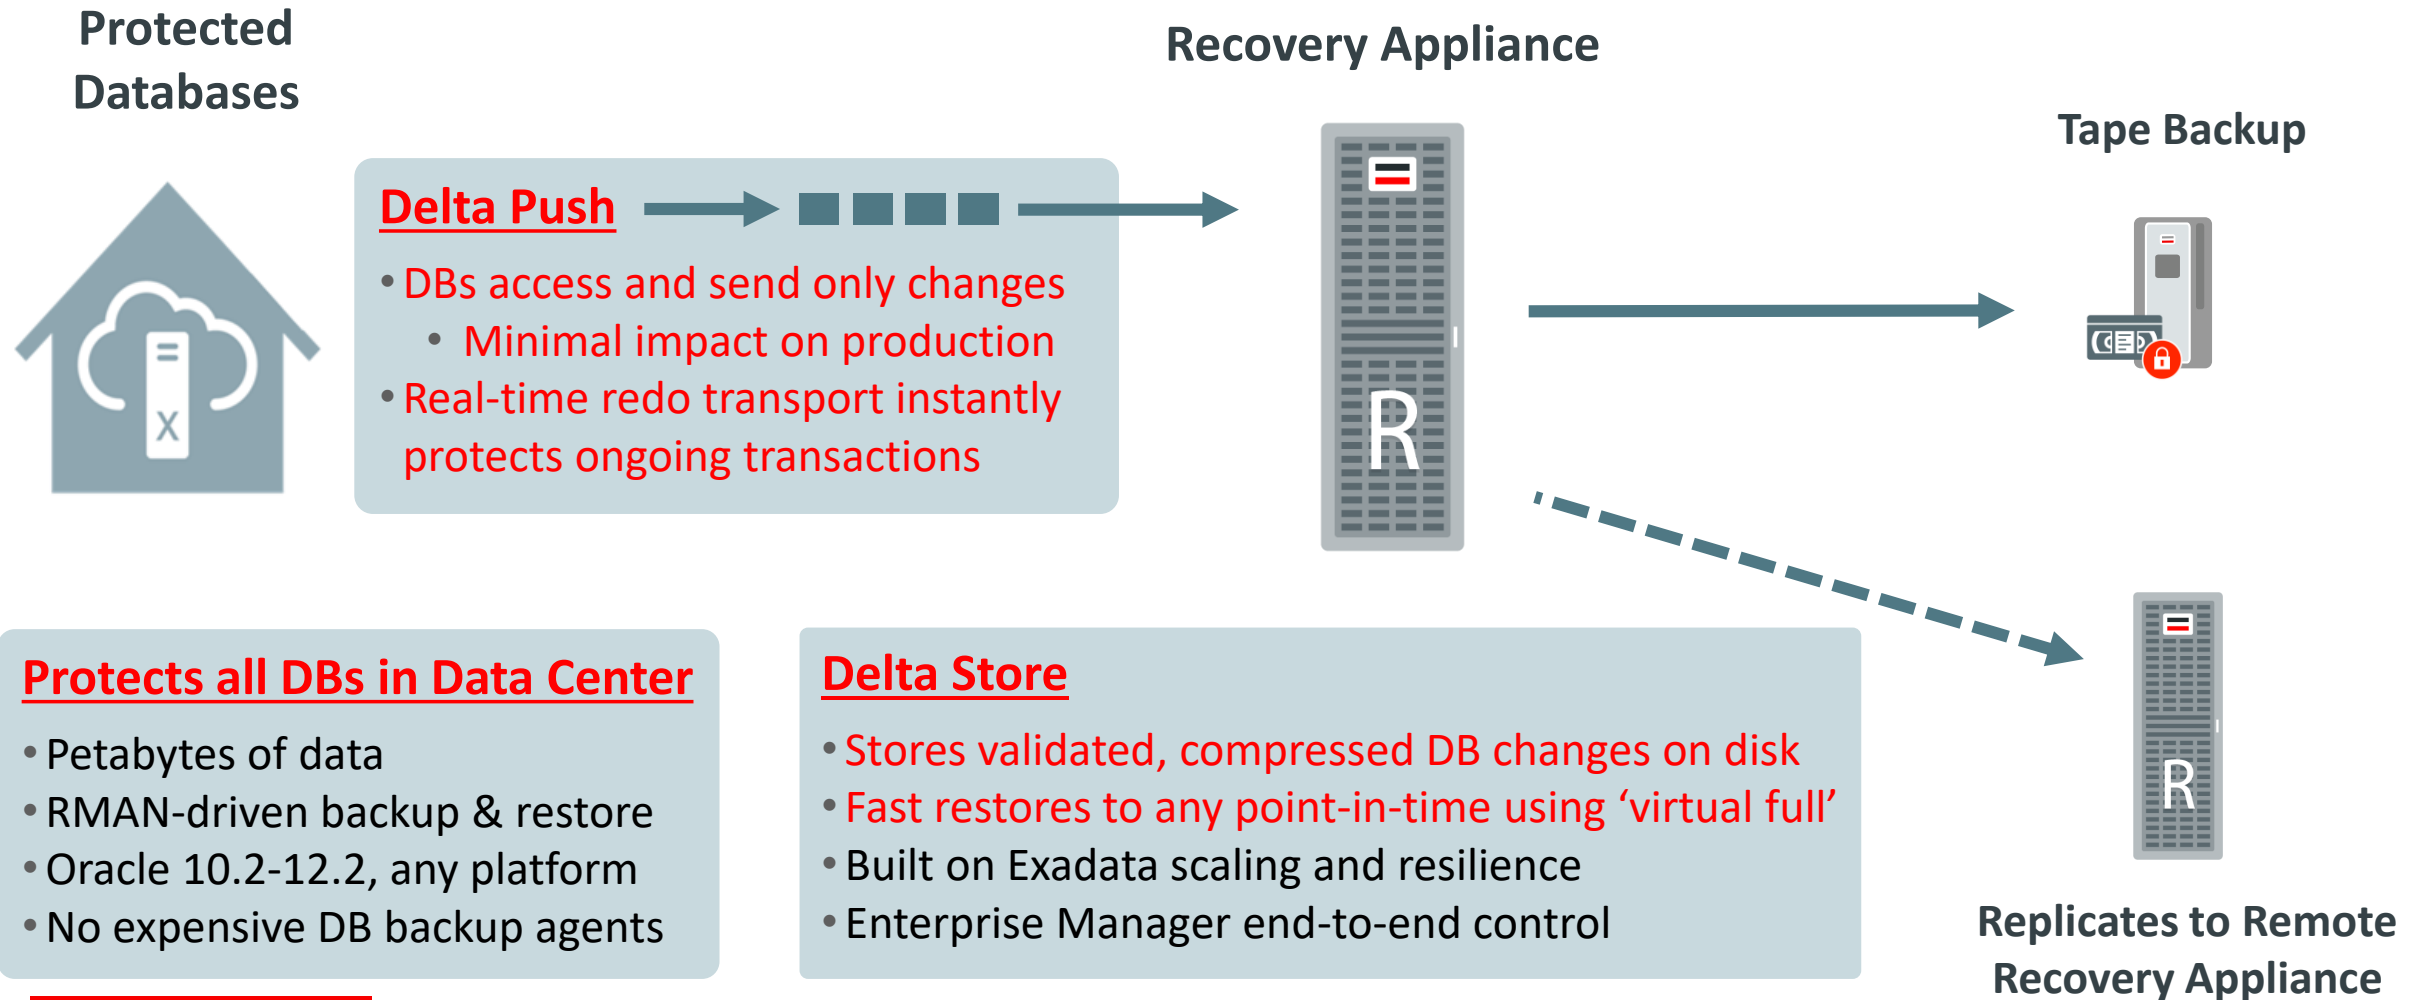 Protected
Databases
Recovery Appliance
Tape Backup
Delta Push
• DBs access and send only changes
• Minimal impact on production
• Real-time redo transport instantly
protects ongoing transactions
X
R
Protects all DBs in Data Center
• Petabytes of data
• RMAN-driven backup & restore
• Oracle 10.2-12.2, any platform
• No expensive DB backup agents
Delta Store
• Stores validated, compressed DB changes on disk
• Fast restores to any point-in-time using ‘virtual full’
• Built on Exadata scaling and resilience
• Enterprise Manager end-to-end control
R
Replicates to Remote
Recovery Appliance